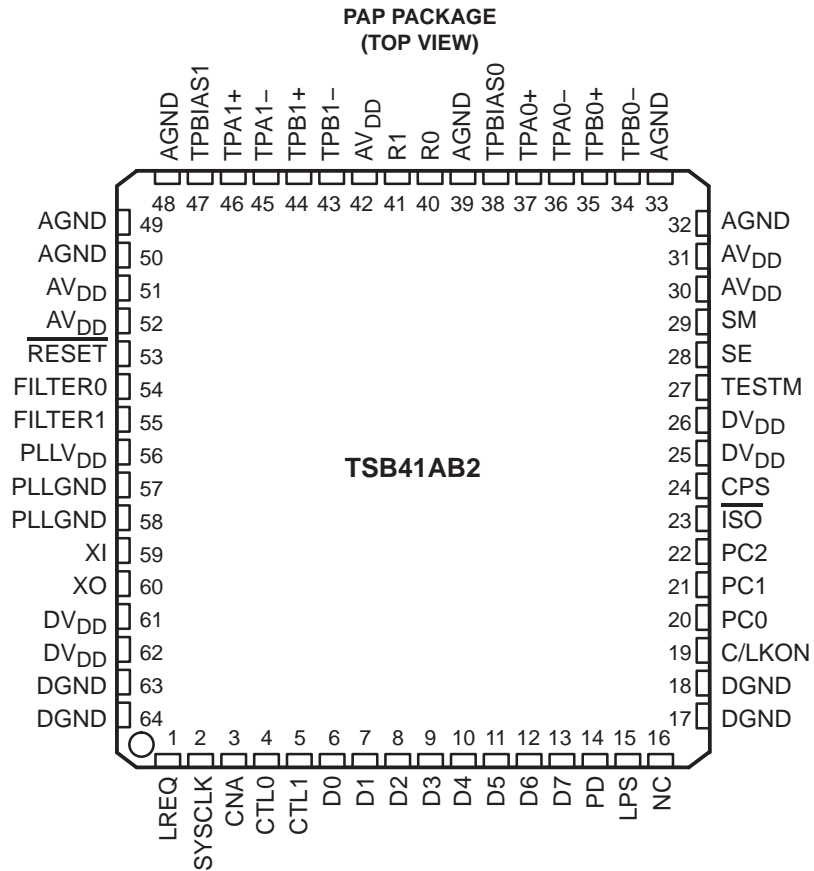 PAP PACKAGE
(TOP VIEW)
AGND TPBIAS1 TPA1+ TPA1− TPB1+ TPB1− AVDD R1 R0 AGND TPBIAS0 TPA0+ TPA0− TPB0+ TPB0− AGND
48 47 46 45 44 43 42 41 40 39 38 37 36 35 34 33
AGND 49 32 AGND
AGND 50 31 AVDD
AVDD 51 30 AVDD
AVDD 52 29 SM
RESET 53 28 SE
FILTER0 54 27 TESTM
FILTER1 55 26 DVDD
PLLVDD 56 25 DVDD
TSB41AB2
PLLGND 57 24 CPS
PLLGND 58 23 ISO
XI 59 22 PC2
XO 60 21 PC1
DVDD 61 20 PC0
DVDD 62 19 C/LKON
DGND 63 18 DGND
DGND 64 17 DGND
1 2 3 4 5 6 7 8 9 10 11 12 13 14 15 16
LREQ SYSCLK CNA CTL0 CTL1 D0 D1 D2 D3 D4 D5 D6 D7 PD LPS NC